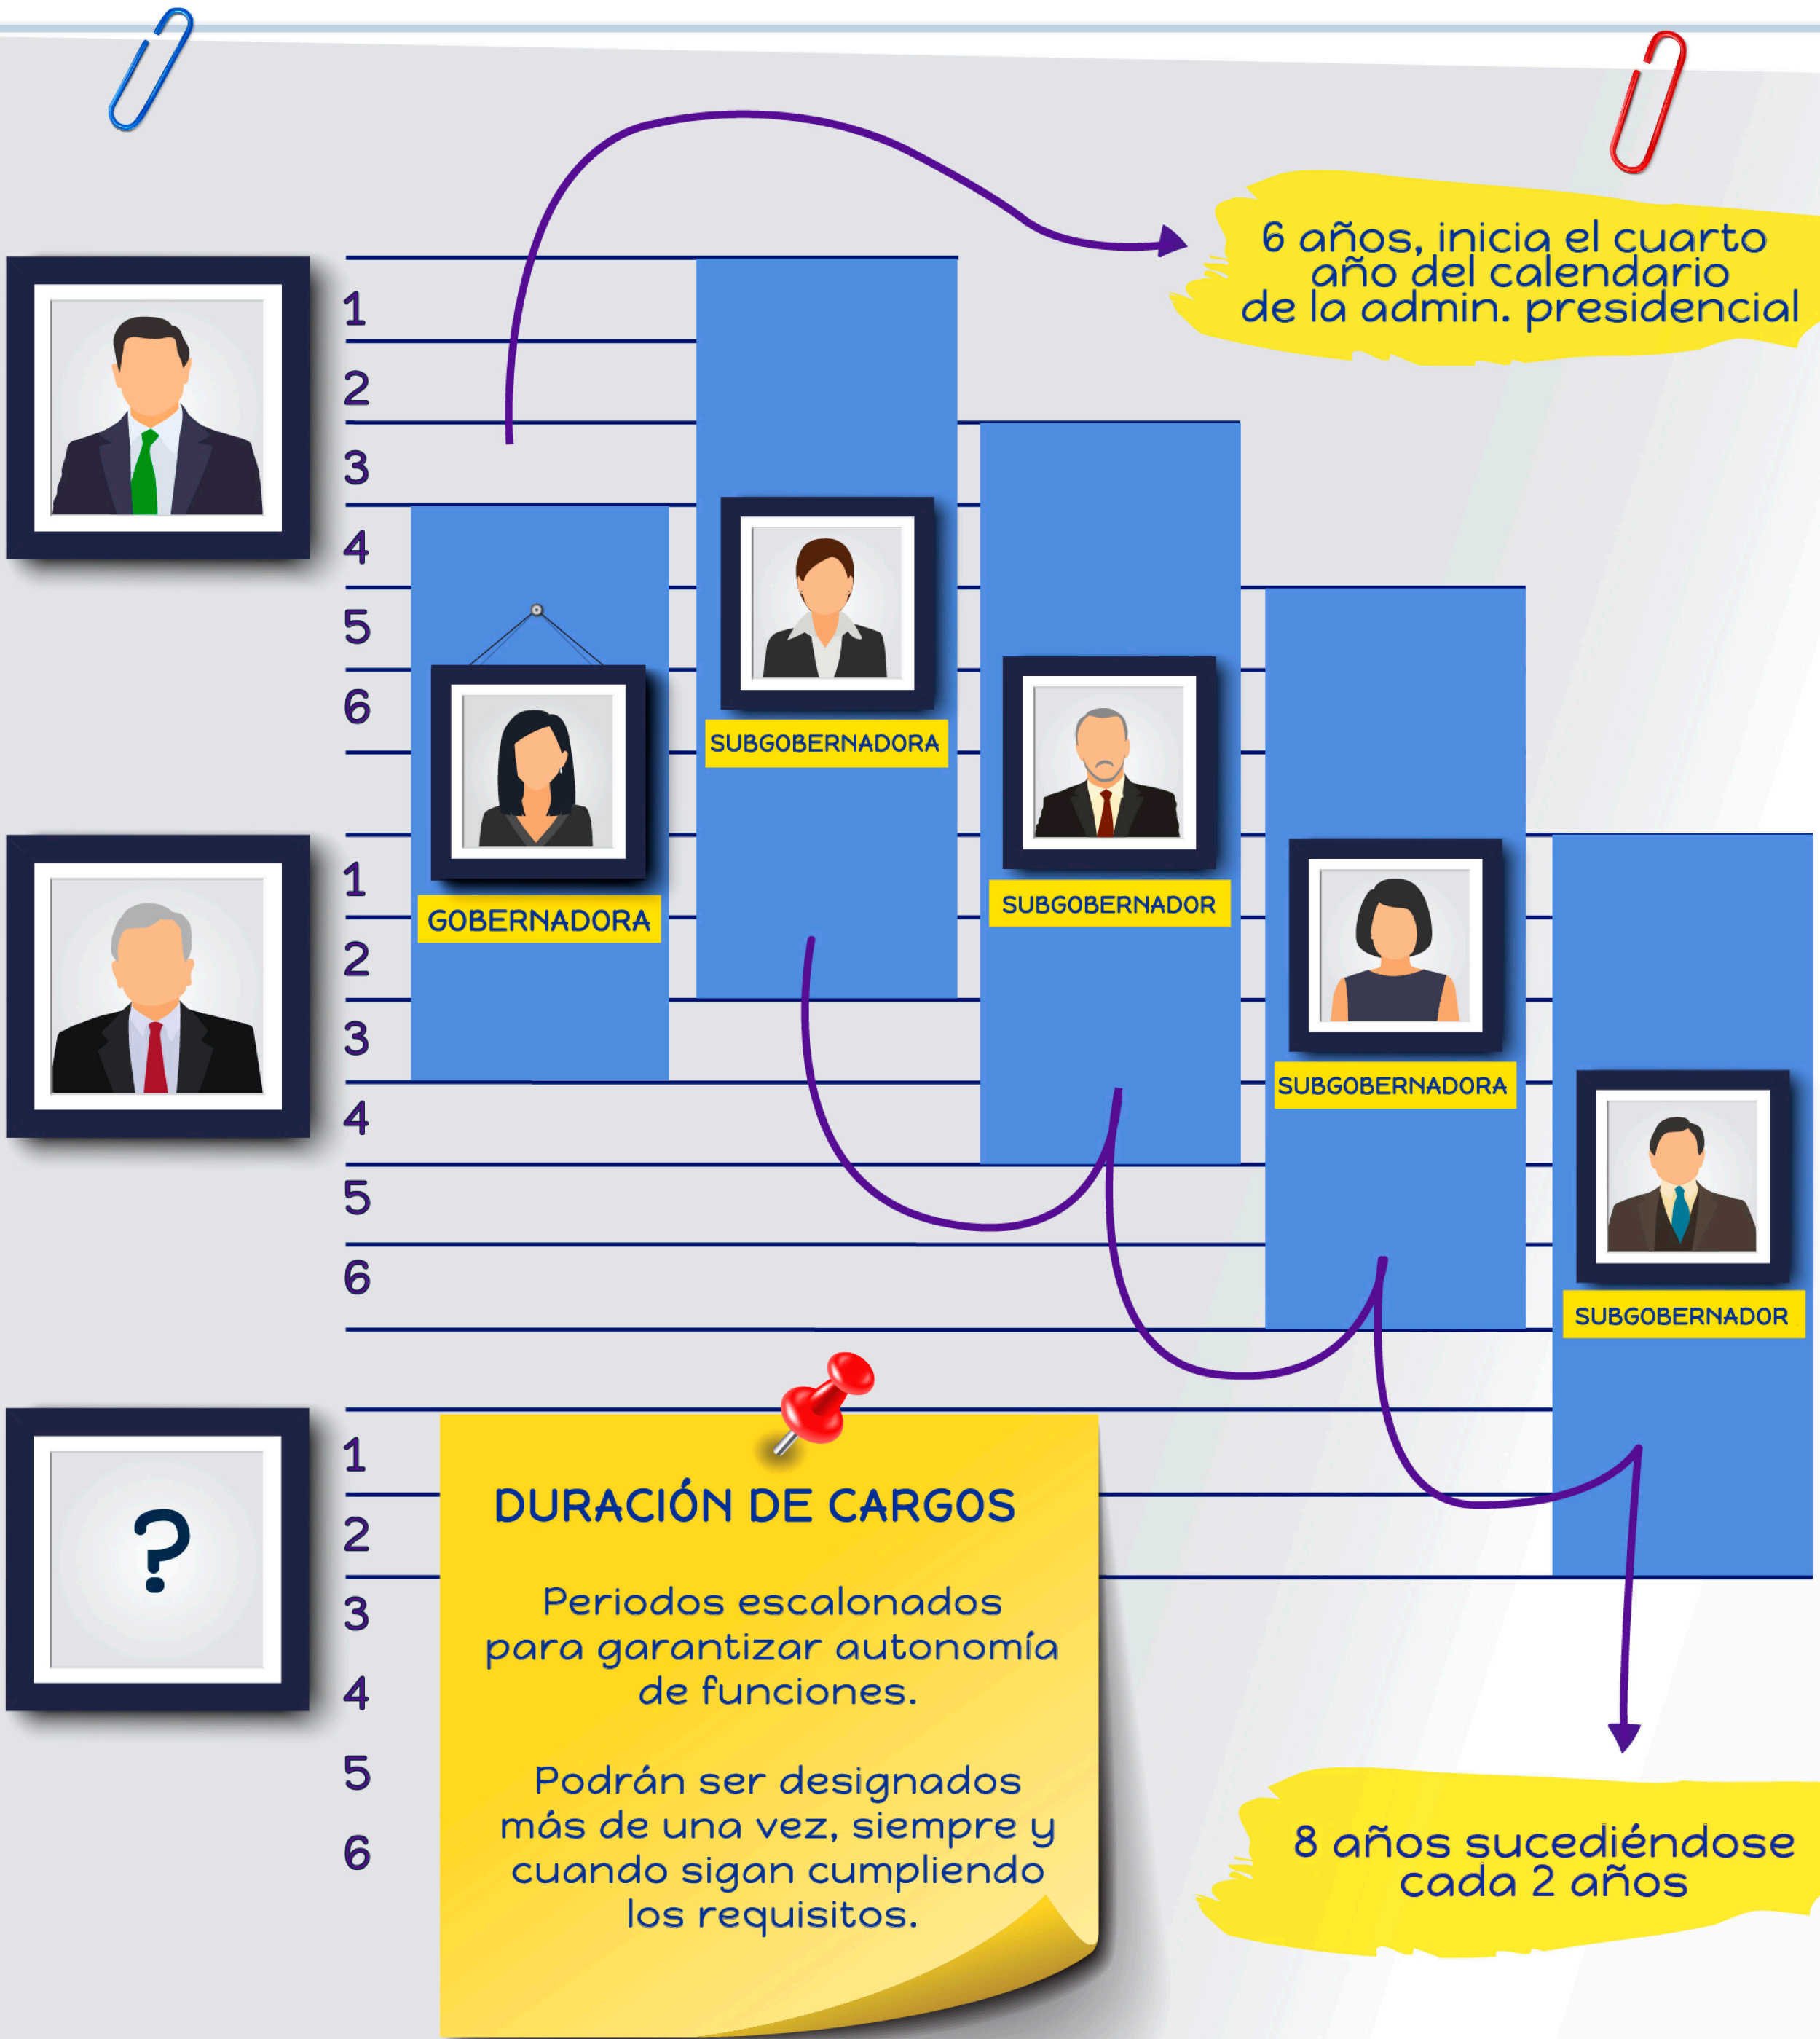 6 años, inicia el cuarto
año del calendario
de la admin. presidencial
1
2
3
4
5
6
SUBGOBERNADORA
SUBGOBERNADOR
GOBERNADORA
1
2
3
4
5
6
SUBGOBERNADORA
SUBGOBERNADOR
?
1
2
3
4
5
6
DURACIÓN DE CARGOS
Periodos escalonados
para garantizar autonomía
de funciones.
Podrán ser designados
más de una vez, siempre y
cuando sigan cumpliendo
los requisitos.
8 años sucediéndose
cada 2 años